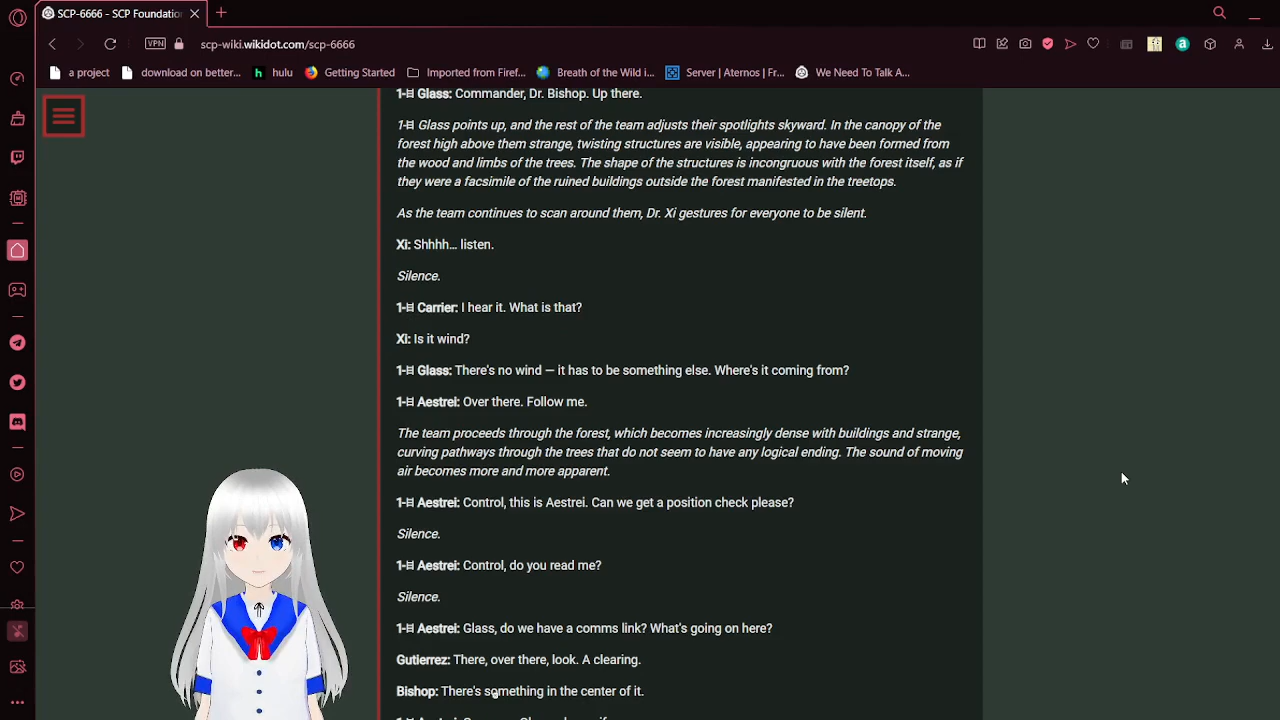 SCP-6666 - SCP Foundation
VPN
scp-wiki.wikidot.com/scp-6666
a project
download on better...
hulu
Getting Started
Imported from Firef...
Breath of the Wild i...
Server | Aternos | Fr...
We Need To Talk A...
1-⌗ Glass: Commander, Dr. Bishop. Up there.
1-⌗ Glass points up, and the rest of the team adjusts their spotlights skyward. In the canopy of the
forest high above them strange, twisting structures are visible, appearing to have been formed from
the wood and limbs of the trees. The shape of the structures is incongruous with the forest itself, as if
they were a facsimile of the ruined buildings outside the forest manifested in the treetops.
As the team continues to scan around them, Dr. Xi gestures for everyone to be silent.
Xi: Shhhh... listen.
Silence.
1-⌗ Carrier: I hear it. What is that?
Xi: Is it wind?
1-⌗ Glass: There's no wind — it has to be something else. Where's it coming from?
1-⌗ Aestrei: Over there. Follow me.
The team proceeds through the forest, which becomes increasingly dense with buildings and strange,
curving pathways through the trees that do not seem to have any logical ending. The sound of moving
air becomes more and more apparent.
1-⌗ Aestrei: Control, this is Aestrei. Can we get a position check please?
Silence.
1-⌗ Aestrei: Control, do you read me?
Silence.
1-⌗ Aestrei: Glass, do we have a comms link? What's going on here?
Gutierrez: There, over there, look. A clearing.
Bishop: There's something in the center of it.